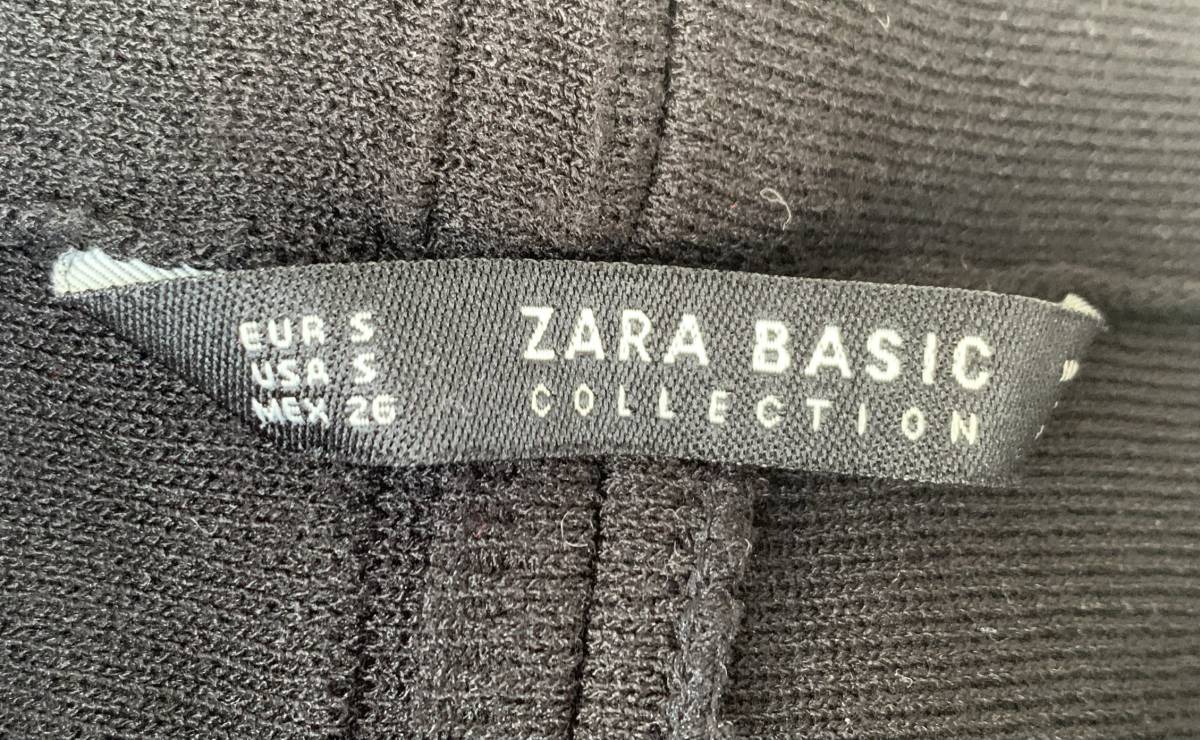 EUR S
USA S
MEX 26
ZARA BASIC
COLLECTION